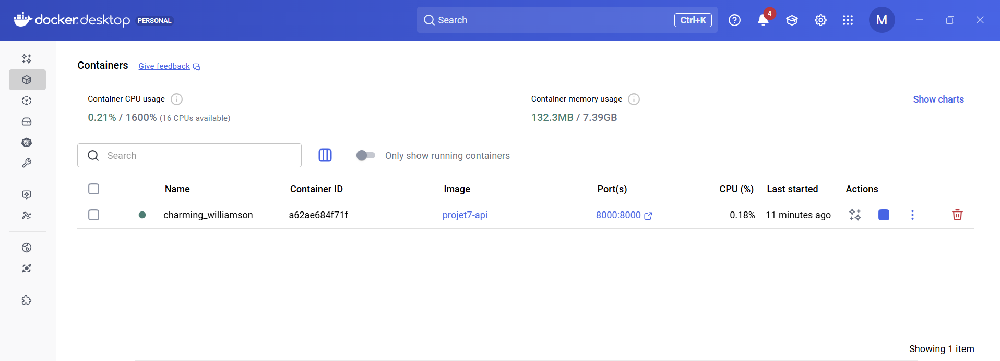 docker.desktop PERSONAL Search Ctrl+K 4 M
Containers Give feedback
Container CPU usage Container memory usage Show charts
0.21% / 1600% (16 CPUs available) 132.3MB / 7.39GB
Search Only show running containers
Name Container ID Image Port(s) CPU (%) Last started Actions
charming_williamson a62ae684f71f projet7-api 8000:8000 0.18% 11 minutes ago
Showing 1 item